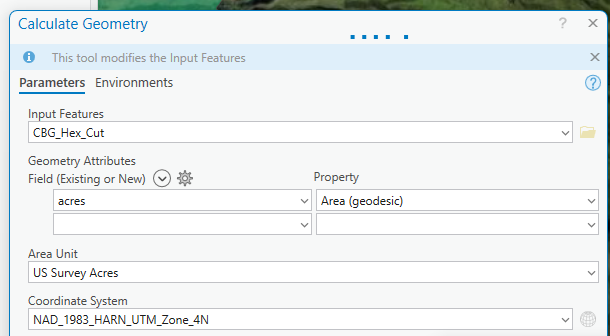 Calculate Geometry
?
This tool modifies the Input Features
Parameters Environments
?
Input Features
CBG_Hex_Cut
Geometry Attributes
Field (Existing or New) Property
acres Area (geodesic)
Area Unit
US Survey Acres
Coordinate System
NAD_1983_HARN_UTM_Zone_4N